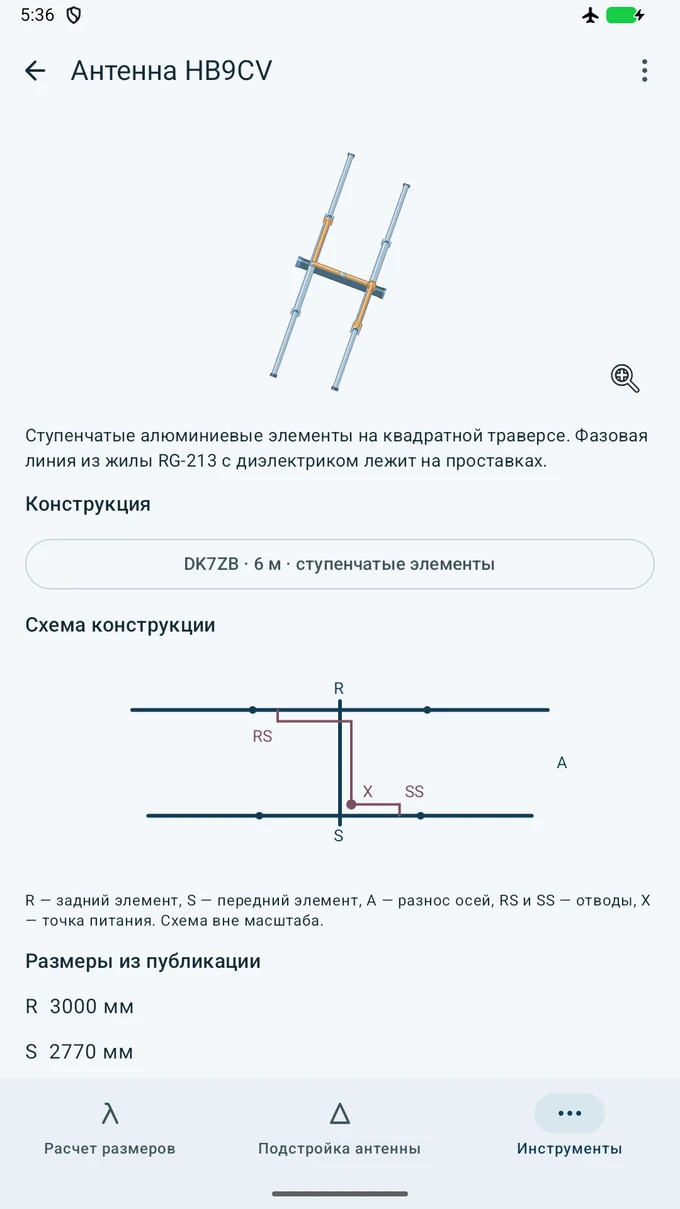 5:36
Антенна HB9CV
Ступенчатые алюминиевые элементы на квадратной траверсе. Фазовая
линия из жилы RG-213 с диэлектриком лежит на проставках.
Конструкция
DK7ZB · 6 м · ступенчатые элементы
Схема конструкции
R
RS
A
X
SS
S
R — задний элемент, S — передний элемент, A — разнос осей, RS и SS — отводы, X
— точка питания. Схема вне масштаба.
Размеры из публикации
R 3000 мм
S 2770 мм
λ
Расчет размеров
Подстройка антенны
Инструменты